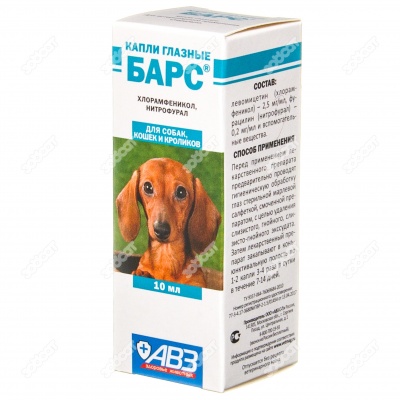 КАПЛИ ГЛАЗНЫЕ
БАРС®
ХЛОРАМФЕНИКОЛ,
НИТРОФУРАЛ
ДЛЯ СОБАК,
КОШЕК И КРОЛИКОВ
10 мл
АВЗ
СОСТАВ:
левомицетин (хлорам-
феникол) – 2,5 мг/мл, Фу-
рацилин (нитрофурал) –
0,2 мг/мл и вспомогатель-
ные вещества.
СПОСОБ ПРИМЕНЕНИЯ:
Перед применением
карственного препарата
предварительно проводят
гигиеническую обработку
глаз стерильной марлевой
салфеткой, смоченной пре-
паратом, с целью удаления
слизистого, гнойного, сли-
зисто-гнойного экссудата.
Затем лекарственный пре-
парат закапывают в конъ-
юнктивальную полость по
1-2 капли 3-4 раза в сутки
в течение 7-14 дней.